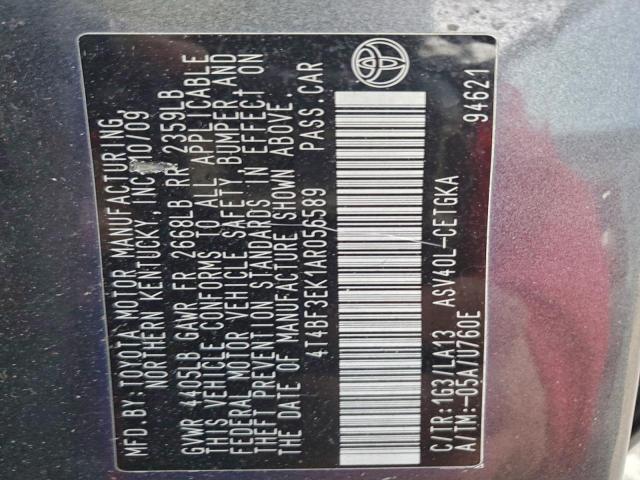 MFD. BY: TOYOTA MOTOR MANUFACTURING,
NORTHERN KENTUCKY, INC. 10/09
GVWR 4405LB GAWR FR 2668LB RR 2359LB
THIS VEHICLE CONFORMS TO ALL APPLICABLE
FEDERAL MOTOR VEHICLE SAFETY BUMPER AND
THEFT PREVENTION STANDARDS IN EFFECT ON
THE DATE OF MANUFACTURE SHOWN ABOVE.
4T4BF3EK1AR056589 PASS.CAR
C/TR: 1G3/LA13 ASV40L-CETGKA
A/TM:-05A/U760E 94621